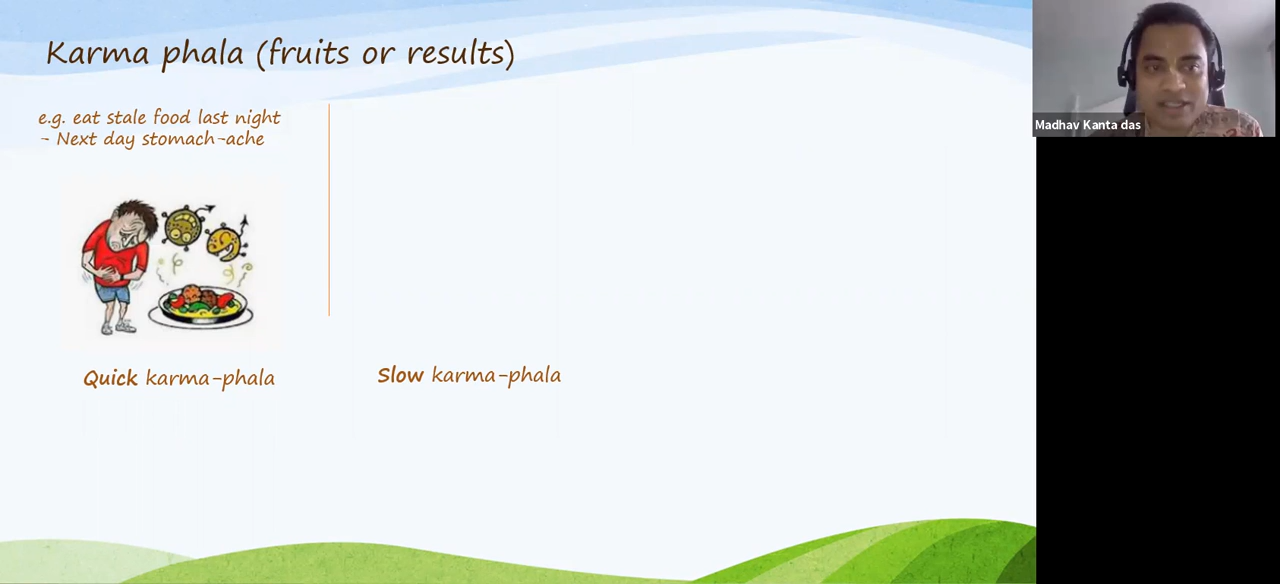 Karma phala (fruits or results)
e.g. eat stale food last night
- Next day stomach-ache
Quick karma-phala
Slow karma-phala
Madhav Kanta das